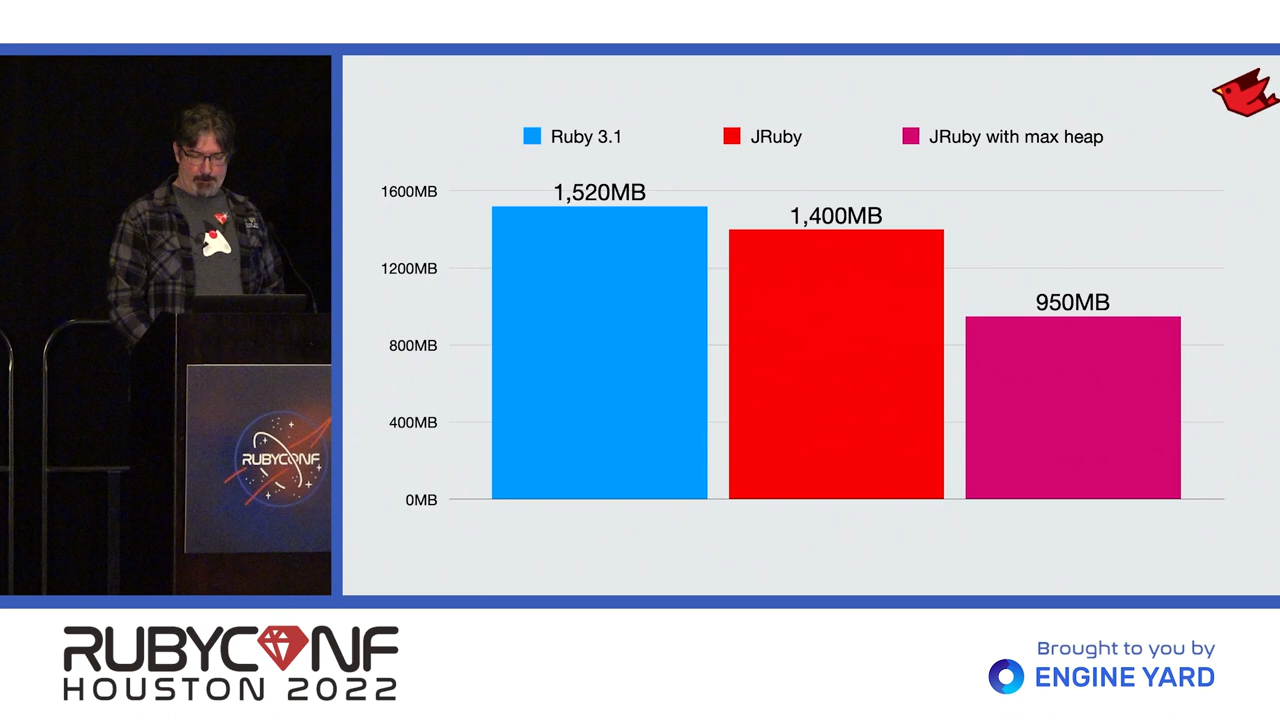 Ruby 3.1
JRuby
JRuby with max heap
1600MB
1,520MB
1,400MB
1200MB
950MB
800MB
400MB
0MB
RUBYCONF
RUBYCONF
HOUSTON 2022
Brought to you by
ENGINE YARD